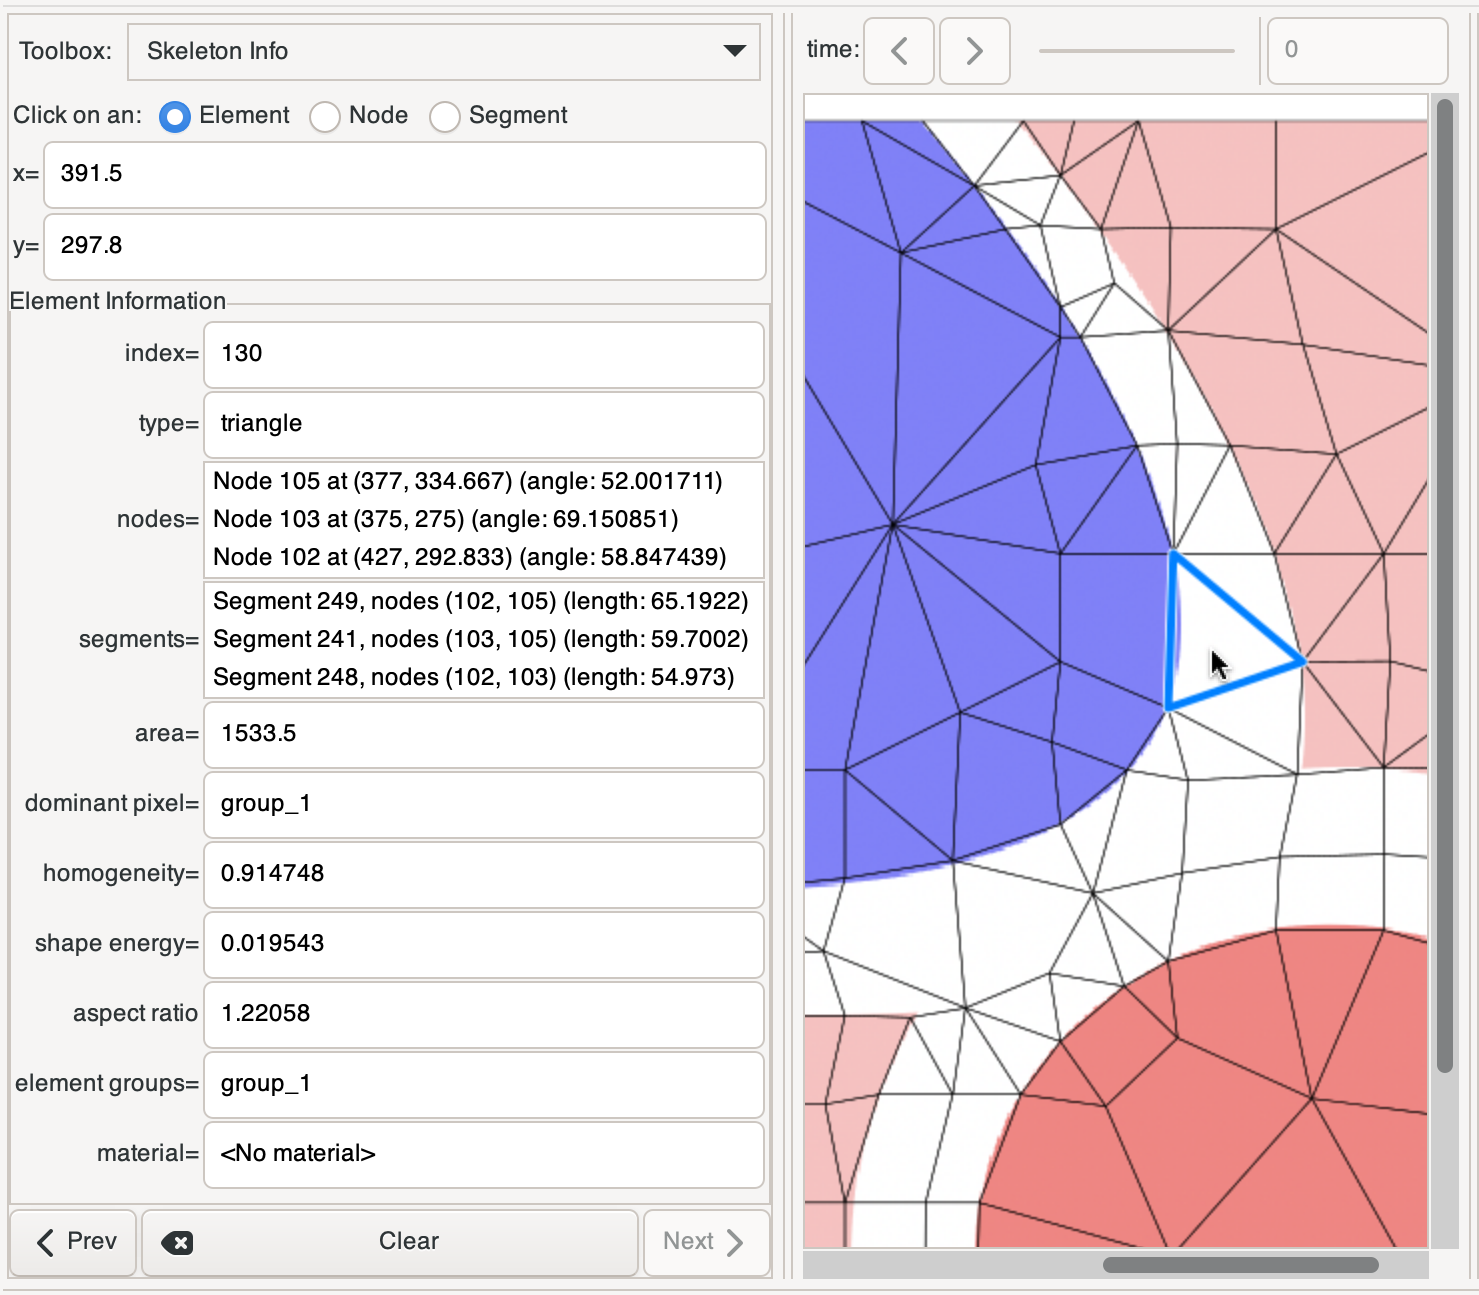 Toolbox: Skeleton Info
time: 0
Click on an: Element Node Segment
x= 391.5
y= 297.8
Element Information
index= 130
type= triangle
nodes= Node 105 at (377, 334.667) (angle: 52.001711)
Node 103 at (375, 275) (angle: 69.150851)
Node 102 at (427, 292.833) (angle: 58.847439)
segments= Segment 249, nodes (102, 105) (length: 65.1922)
Segment 241, nodes (103, 105) (length: 59.7002)
Segment 248, nodes (102, 103) (length: 54.973)
area= 1533.5
dominant pixel= group_1
homogeneity= 0.914748
shape energy= 0.019543
aspect ratio 1.22058
element groups= group_1
material= <No material>
Prev Clear Next